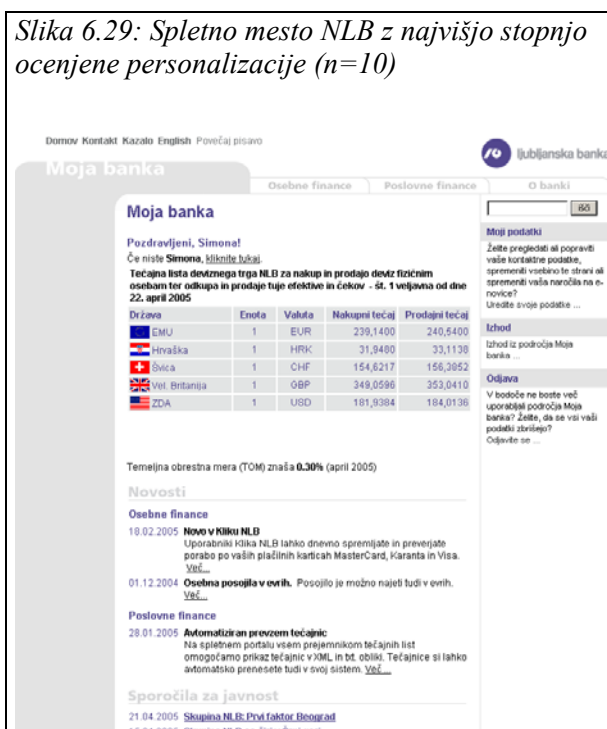 Slika 6.29: Spletno mesto NLB z najvišjo stopnjo
ocenjene personalizacije (n=10)
Domov Kontakt Kazalo English Povečaj pisavo
ljubljanska banka
Moja banka
Osebne finance
Poslovne finance
O banki
Moja banka
Pozdravljeni, Simona!
Če niste Simona, kliknite tukaj.
Tečajna lista deviznega trga NLB za nakup in prodajo deviz fizičnim
osebam ter odkupa in prodaje tuje efektive in čekov - št. 1 veljavna od dne
22. april 2005
Država Enota Valuta Nakupni tečaj Prodajni tečaj
EMU 1 EUR 239,1400 240,5400
Hrvaška 1 HRK 31,9480 33,1138
Švica 1 CHF 154,6217 156,3952
Vel. Britanija 1 GBP 349,0596 353,0410
ZDA 1 USD 181,9384 184,0136
Temeljna obrestna mera (TOM) znaša 0.30% (april 2005)
Novosti
Osebne finance
18.02.2005 Novo v Kliku NLB
Uporabniki Klika NLB lahko dnevno spremljate in preverjate
porabo po vaših plačilnih karticah MasterCard, Karanta in Visa.
Več...
01.12.2004 Osebna posojila v evrih. Posojilo je možno najeti tudi v evrih.
Več...
Poslovne finance
28.01.2005 Avtomatiziran prevzem tečajnic
Na spletnem portalu vsem prejemnikom tečajnih list
omogočamo prikaz tečajnic v XML in txt. obliki. Tečajnice si lahko
avtomatsko prenesete tudi v svoj sistem. Več ...
Sporočila za javnost
21.04.2005 Skupina NLB: Prvi faktor Beograd
išči
Moji podatki
Želite pregledati ali popraviti
vaše kontaktne podatke,
spremeniti vsebino te strani ali
spremeniti vaša naročila na e-
novice?
Uredite svoje podatke ...
Izhod
Izhod iz področja Moja
banka ...
Odjava
V bodoče ne boste več
uporabljali področja Moja
banka? Želite, da se vsi vaši
podatki zbrišejo?
Odjavite se ...